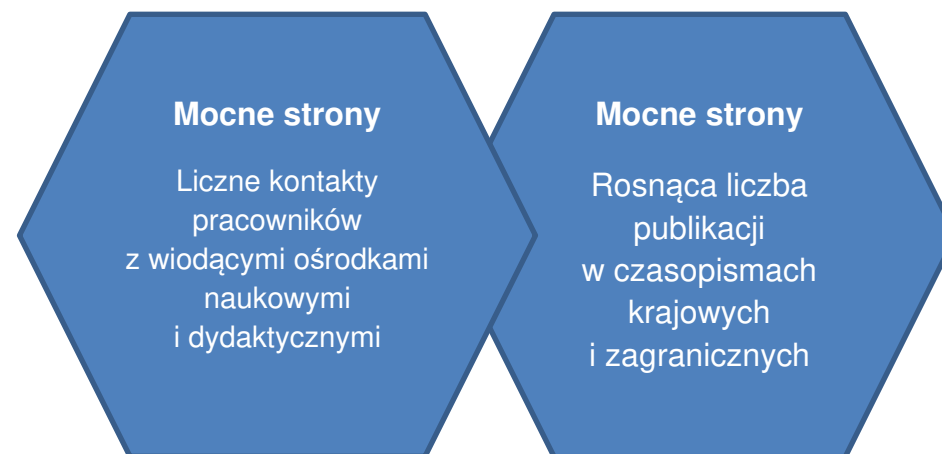 Mocne strony
Liczne kontakty
pracowników
z wiodącymi ośrodkami
naukowymi
i dydaktycznymi
Mocne strony
Rosnąca liczba
publikacji
w czasopismach
krajowych
i zagranicznych